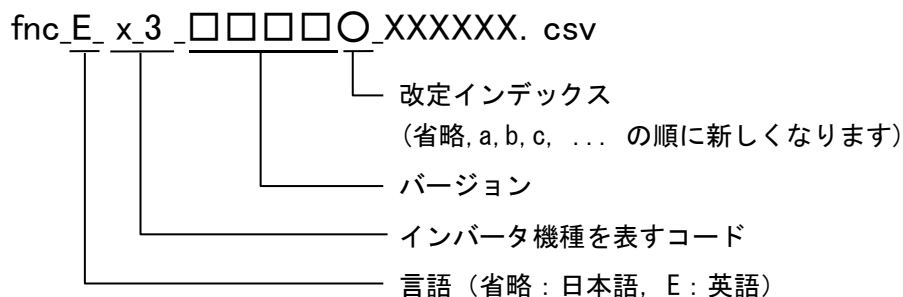 fnc_E_ x_3 _□□□□○_XXXXXX. csv
改定インデックス
(省略,a,b,c, ... の順に新しくなります)
バージョン
インバータ機種を表すコード
言語（省略：日本語, E：英語）